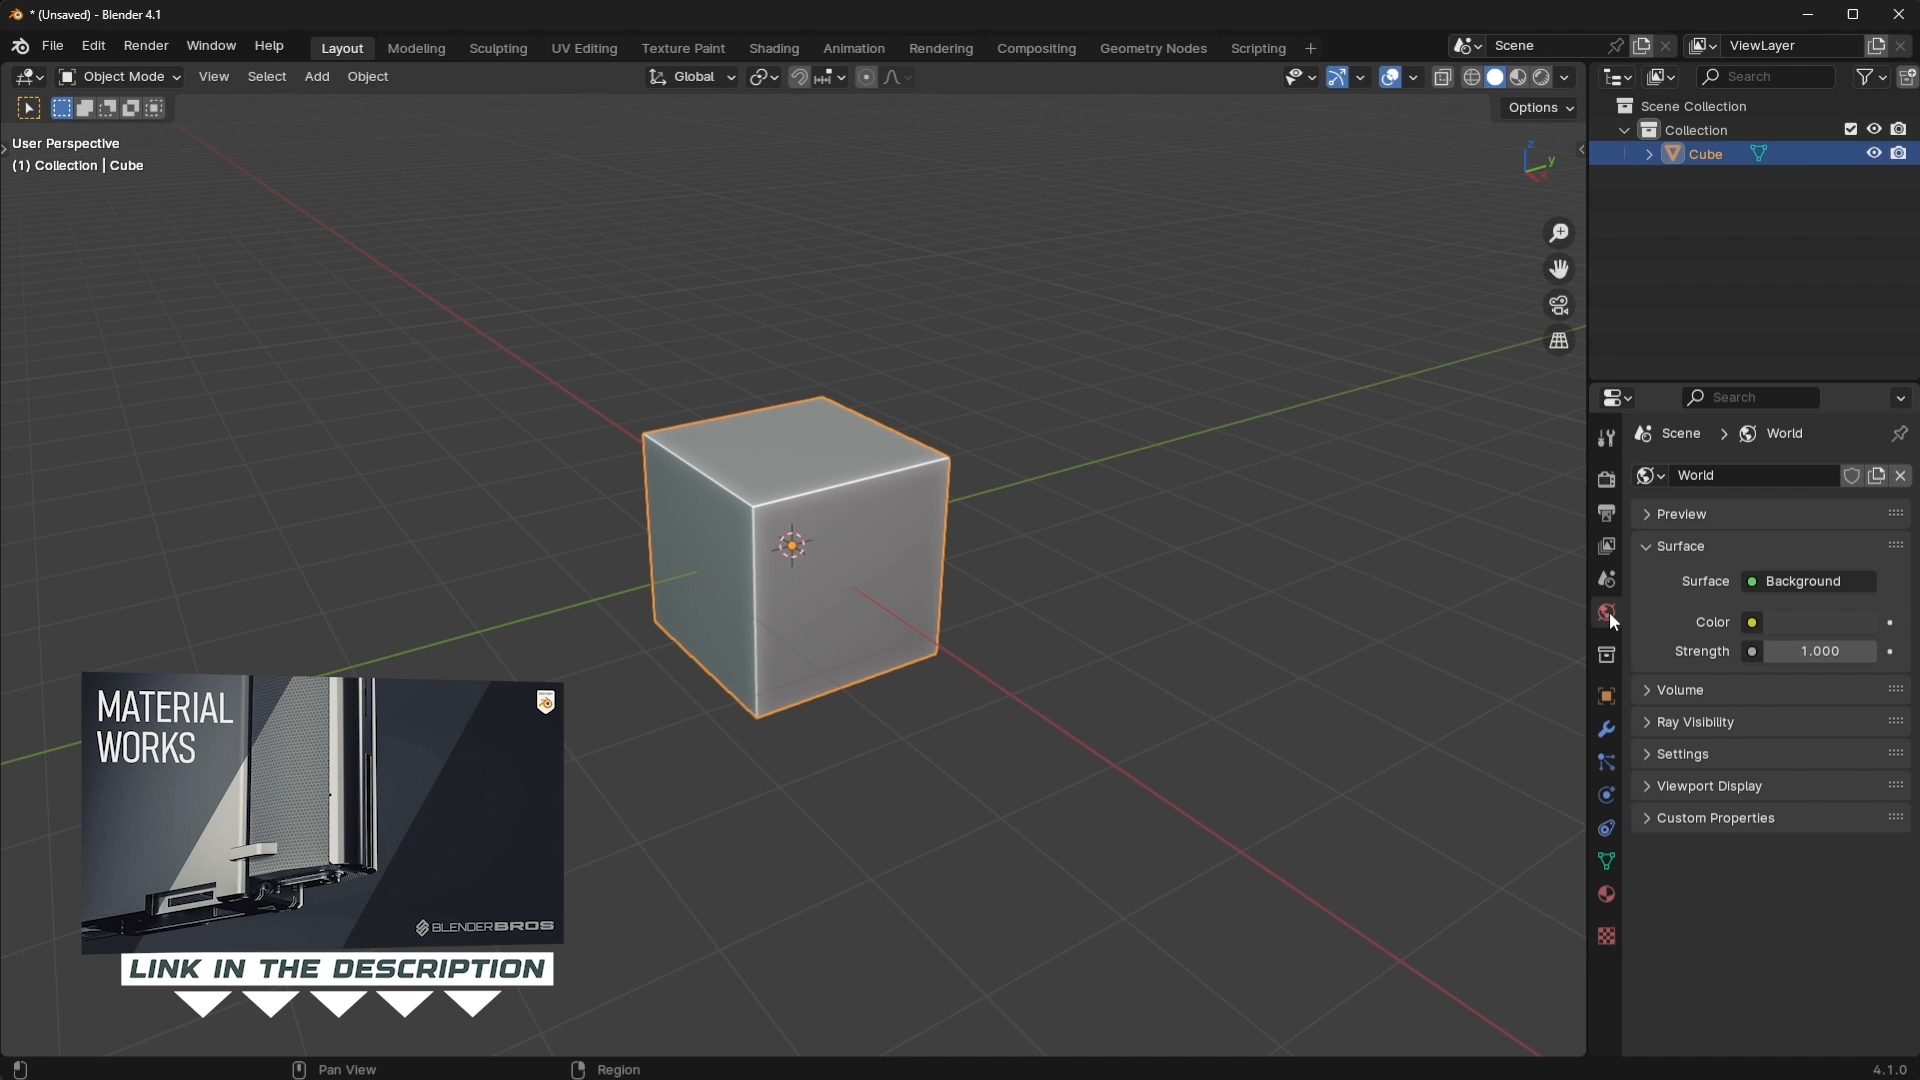 * (Unsaved) - Blender 4.1
File Edit Render Window Help Layout Modeling Sculpting UV Editing Texture Paint Shading Animation Rendering Compositing Geometry Nodes Scripting + Scene ViewLayer
Object Mode View Select Add Object Global Search
Options
User Perspective
(1) Collection | Cube
z
y
x
Scene Collection
Collection
Cube
Search
Scene > World
World
Preview
Surface
Surface Background
Color
Strength 1.000
Volume
Ray Visibility
Settings
Viewport Display
Custom Properties
MATERIAL
WORKS
BLENDERBROS
LINK IN THE DESCRIPTION
Pan View Region 4.1.0